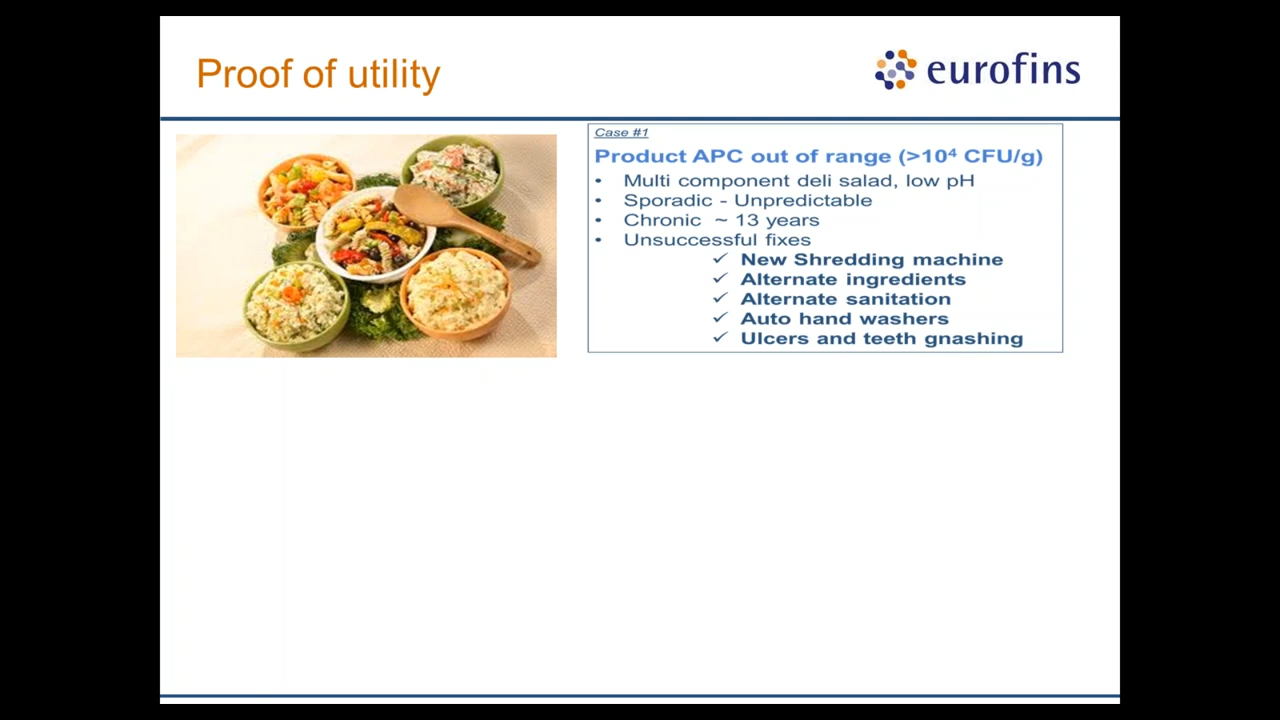 Proof of utility
eurofins
Case #1
Product APC out of range (>10⁴ CFU/g)
• Multi component deli salad, low pH
• Sporadic - Unpredictable
• Chronic ~ 13 years
• Unsuccessful fixes
✓ New Shredding machine
✓ Alternate ingredients
✓ Alternate sanitation
✓ Auto hand washers
✓ Ulcers and teeth gnashing